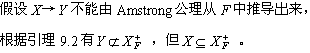 假设 X→Y 不能由 Amstrong 公理从 F 中推导出来，
根据引理 9.2 有 Y ⊄ X_F^+ ，但 X ⊆ X_F^+ 。